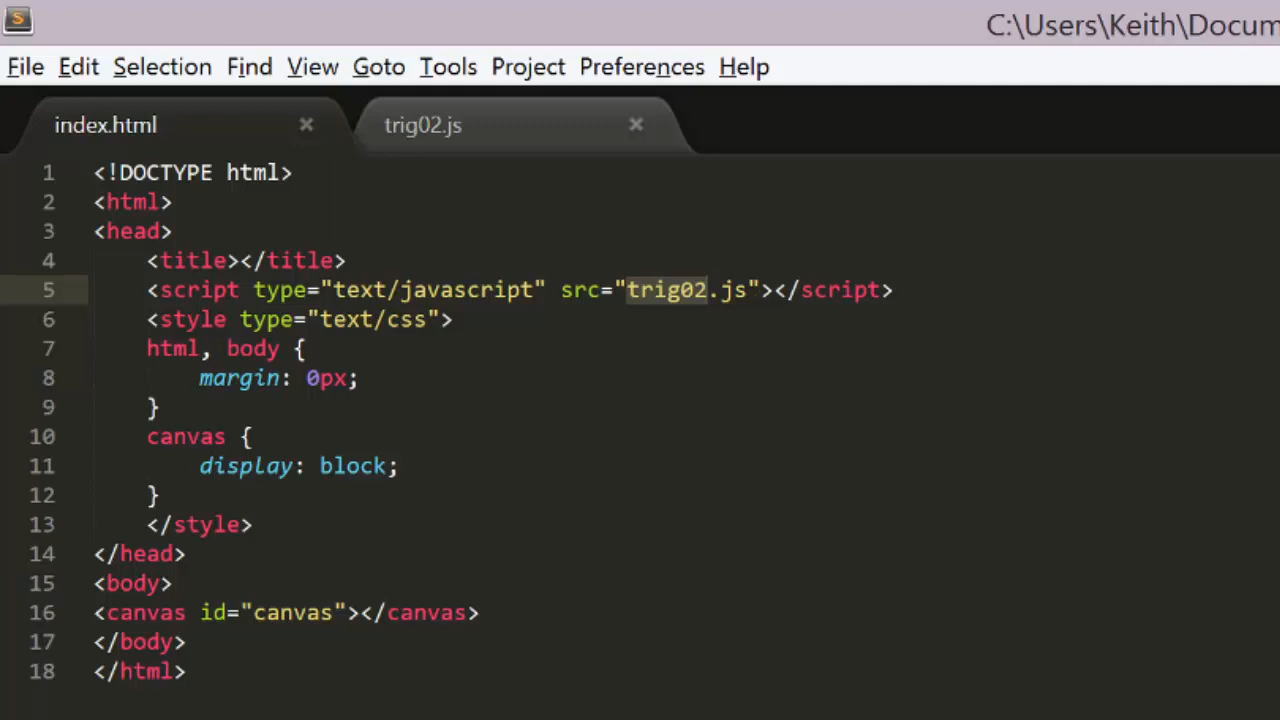 C:\Users\Keith\Docum
File Edit Selection Find View Goto Tools Project Preferences Help
index.html × trig02.js ×
1 <!DOCTYPE html>
2 <html>
3 <head>
4     <title></title>
5     <script type="text/javascript" src="trig02.js"></script>
6     <style type="text/css">
7     html, body {
8         margin: 0px;
9     }
10     canvas {
11         display: block;
12     }
13     </style>
14 </head>
15 <body>
16 <canvas id="canvas"></canvas>
17 </body>
18 </html>